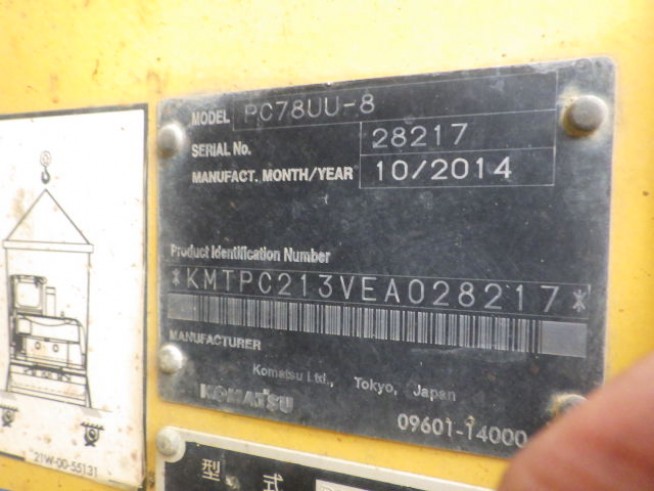 MODEL PC78UU-8
SERIAL No. 28217
MANUFACT. MONTH/YEAR 10/2014
Product Identification Number
*KMTPC213VEA028217*
MANUFACTURER
Komatsu Ltd., Tokyo, Japan
KOMATSU
09601-14000
21W-00-55131
型 式